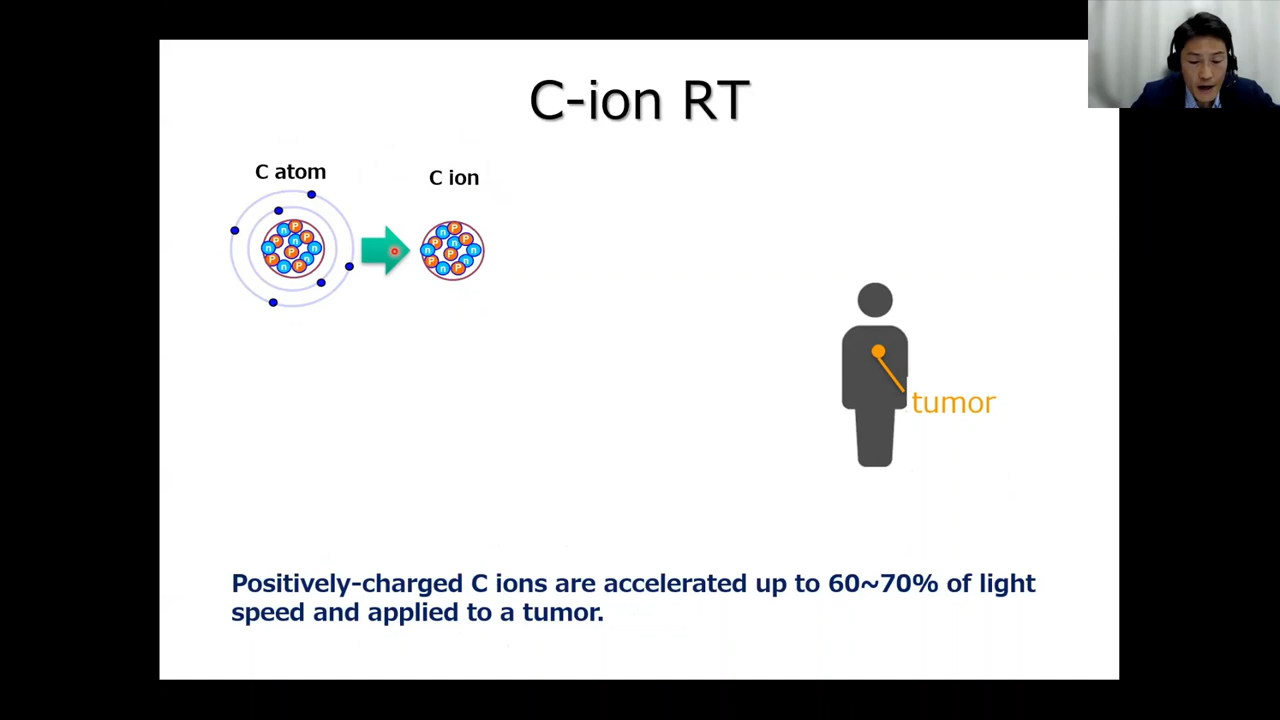 C-ion RT
C atom
C ion
P
n
P
P
n
n
P
n
P
n
n
P
n
P
P
n
n
P
n
P
n
tumor
Positively-charged C ions are accelerated up to 60~70% of light
speed and applied to a tumor.